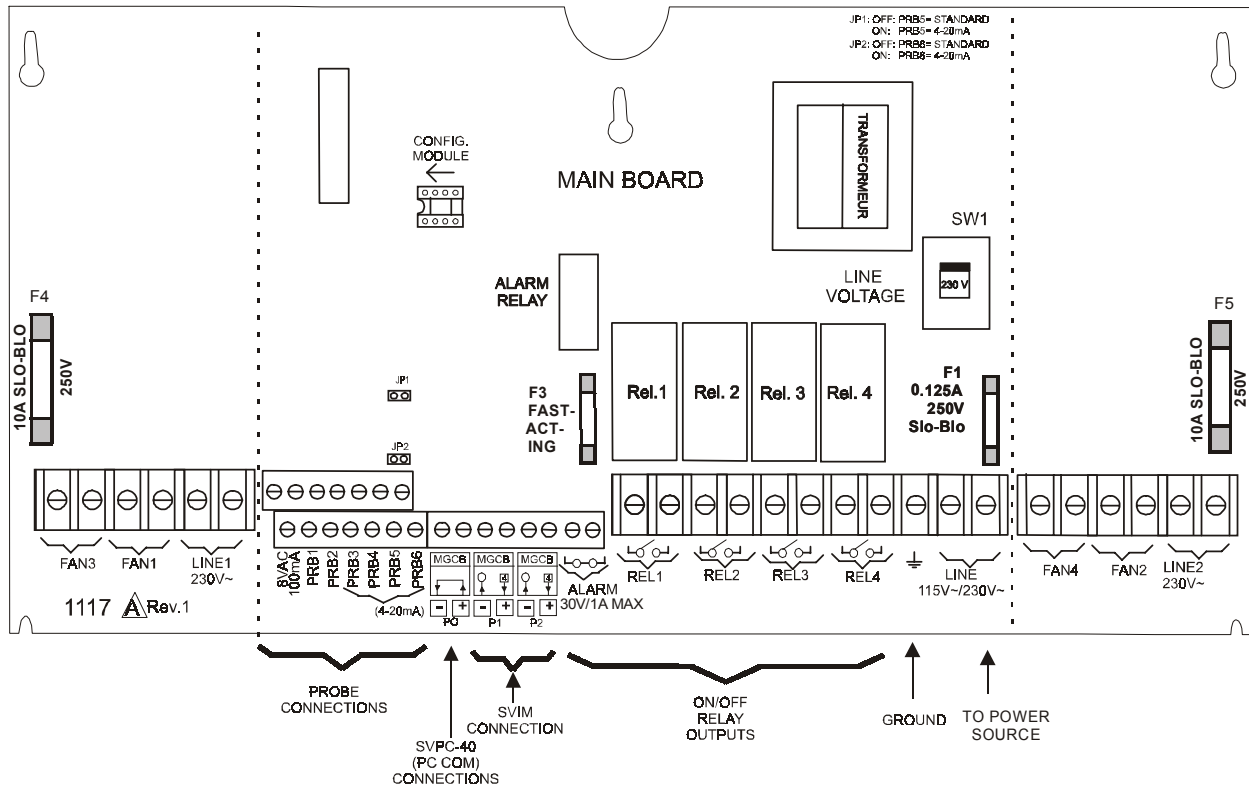 JP1: OFF: PRB5= STANDARD
ON: PRB5= 4-20mA
JP2: OFF: PRB6= STANDARD
ON: PRB6= 4-20mA
CONFIG.
MODULE
MAIN BOARD
TRANSFORMEUR
SW1
230 V
LINE
VOLTAGE
ALARM
RELAY
F4
10A SLO-BLO
250V
F5
10A SLO-BLO
250V
JP1
JP2
F3
FAST-
ACT-
ING
Rel.1
Rel. 2
Rel. 3
Rel. 4
F1
0.125A
250V
Slo-Blo
FAN3
FAN1
LINE1
230V~
8VAC
100mA
PRB1
PRB2
PRB3
PRB4
PRB5
PRB6
(4-20mA)
MGCB
MGCB
MGCB
4
4
- +
- +
- +
P0
P1
P2
ALARM
30V/1A MAX
REL1
REL2
REL3
REL4
LINE
115V~/230V~
FAN4
FAN2
LINE2
230V~
1117 A Rev.1
PROBE
CONNECTIONS
SVPC-40
(PC COM)
CONNECTIONS
SVIM
CONNECTION
ON/OFF
RELAY
OUTPUTS
GROUND
TO POWER
SOURCE